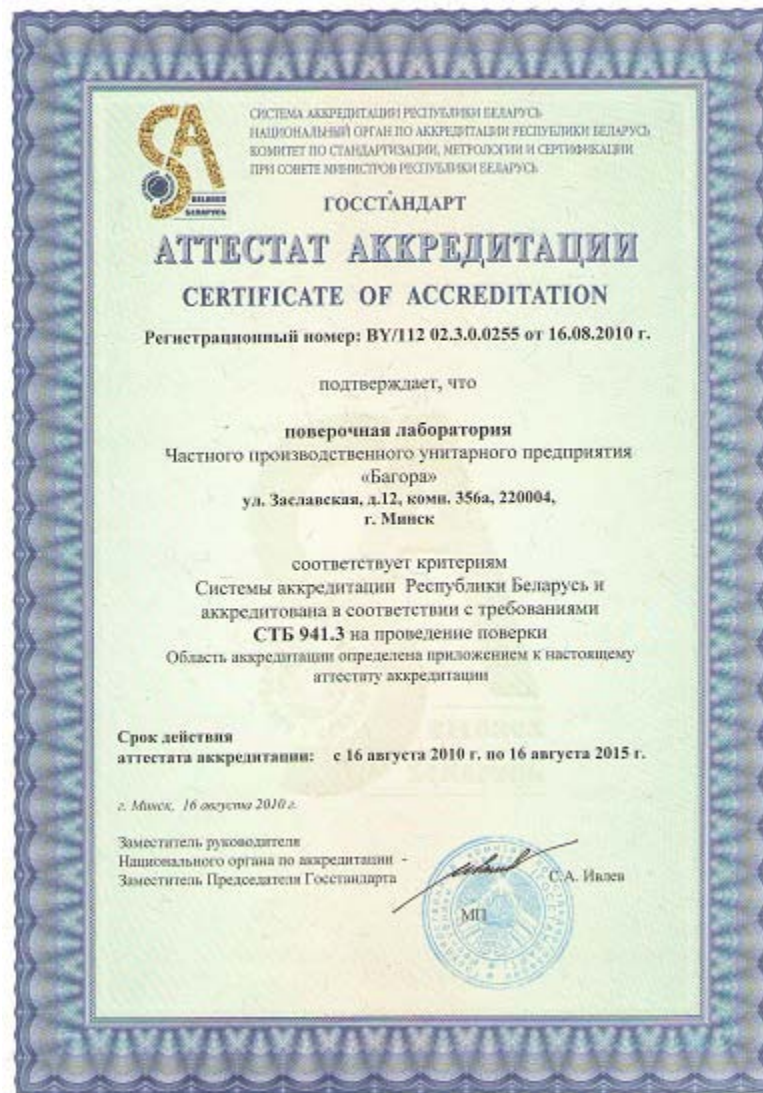 СИСТЕМА АККРЕДИТАЦИИ РЕСПУБЛИКИ БЕЛАРУСЬ
НАЦИОНАЛЬНЫЙ ОРГАН ПО АККРЕДИТАЦИИ РЕСПУБЛИКИ БЕЛАРУСЬ
КОМИТЕТ ПО СТАНДАРТИЗАЦИИ, МЕТРОЛОГИИ И СЕРТИФИКАЦИИ
ПРИ СОВЕТЕ МИНИСТРОВ РЕСПУБЛИКИ БЕЛАРУСЬ
BELARUS
БЕЛАРУСЬ
ГОССТАНДАРТ
АТТЕСТАТ АККРЕДИТАЦИИ
CERTIFICATE OF ACCREDITATION
Регистрационный номер: BY/112 02.3.0.0255 от 16.08.2010 г.
подтверждает, что
поверочная лаборатория
Частного производственного унитарного предприятия
«Багора»
ул. Заславская, д.12, комн. 356а, 220004,
г. Минск
соответствует критериям
Системы аккредитации Республики Беларусь и
аккредитована в соответствии с требованиями
СТБ 941.3 на проведение поверки
Область аккредитации определена приложением к настоящему
аттестату аккредитации
Срок действия
аттестата аккредитации: с 16 августа 2010 г. по 16 августа 2015 г.
г. Минск, 16 августа 2010 г.
Заместитель руководителя
Национального органа по аккредитации -
Заместитель Председателя Госстандарта
С.А. Ивлев
МП